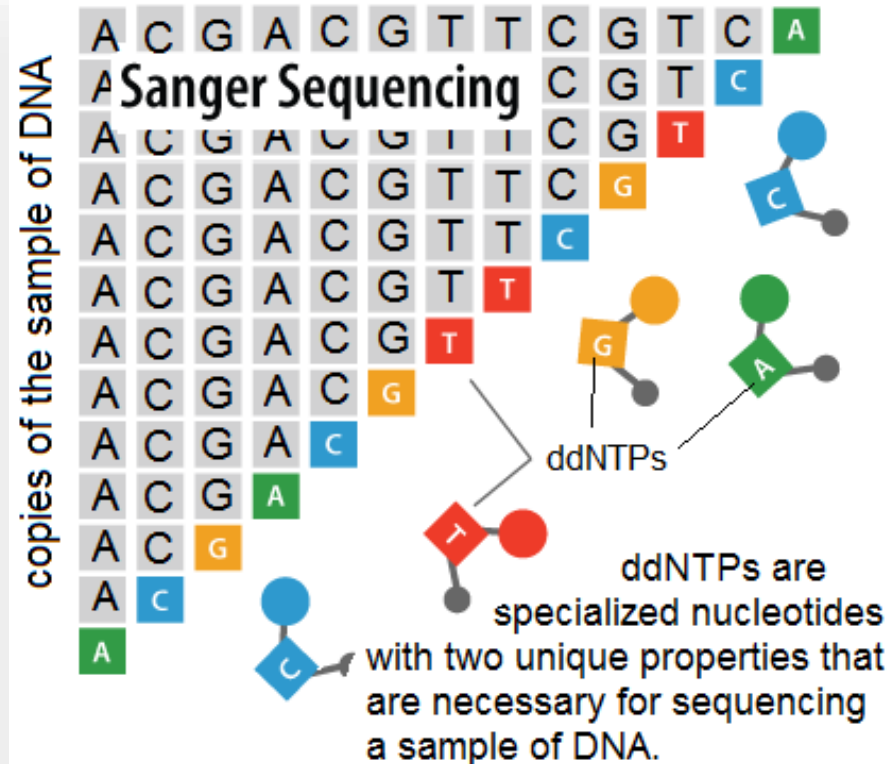 A C G A C G T T C G T C A
A C G T C
Sanger Sequencing
A C G A C G T T C G T
A C G A C G T T C G
A C G A C G T T C
A C G A C G T T
A C G A C G T
A C G A C G
A C G A C
A C G A
A C G
A C
A
copies of the sample of DNA
C
G
A
ddNTPs
T
C
ddNTPs are
specialized nucleotides
with two unique properties that
are necessary for sequencing
a sample of DNA.